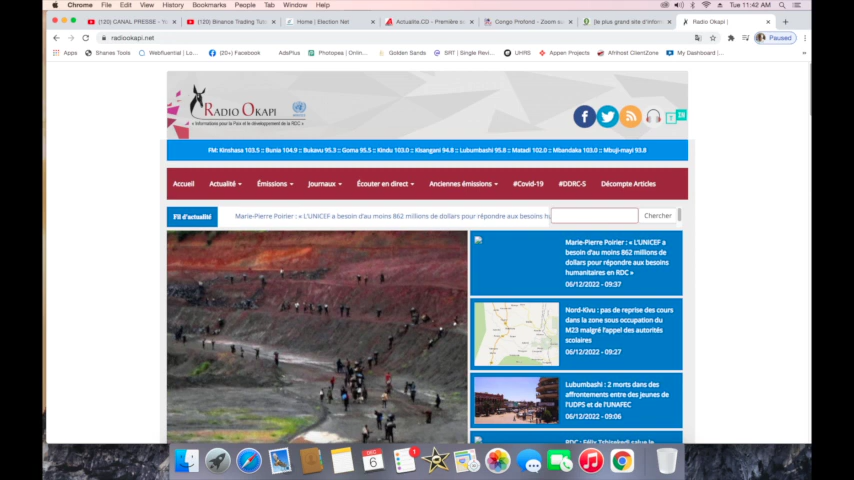 Chrome File Edit View History Bookmarks People Tab Window Help
Tue 11:42 AM
(120) CANAL PRESSE - Yo
(120) Binance Trading Tuto
Home | Election Net
Actualite.CD - Première so
Congo Profond - Zoom su
[le plus grand site d'inform
Radio Okapi |
radiookapi.net
Paused
Apps
Shanes Tools
Webfluential | Lo...
(20+) Facebook
AdsPlus
Photopea | Onlin...
Golden Sands
SRT | Single Revi...
UHRS
Appen Projects
Afrihost ClientZone
My Dashboard |...
RADIO OKAPI
FM: Kinshasa 103.5 :: Bunia 104.9 :: Bukavu 95.3 :: Goma 95.5 :: Kindu 103.0 :: Kisangani 94.8 :: Lubumbashi 95.8 :: Matadi 102.0 :: Mbandaka 103.0 :: Mbuji-mayi 93.8
Accueil Actualité Émissions Journaux Écouter en direct Anciennes émissions #Covid-19 #DDRC-S Décompte Articles
Fil d'actualité
Marie-Pierre Poirier : « L'UNICEF a besoin d'au moins 862 millions de dollars pour répondre aux besoins hu
Chercher
Marie-Pierre Poirier : « L'UNICEF a
besoin d'au moins 862 millions de
dollars pour répondre aux besoins
humanitaires en RDC »
06/12/2022 - 09:37
Nord-Kivu : pas de reprise des cours
dans la zone sous occupation du
M23 malgré l'appel des autorités
scolaires
06/12/2022 - 09:27
Lubumbashi : 2 morts dans des
affrontements entre des jeunes de
l'UDPS et de l'UNAFEC
06/12/2022 - 09:06
RDC : Félix Tshisekedi salue le
DEC
6
1